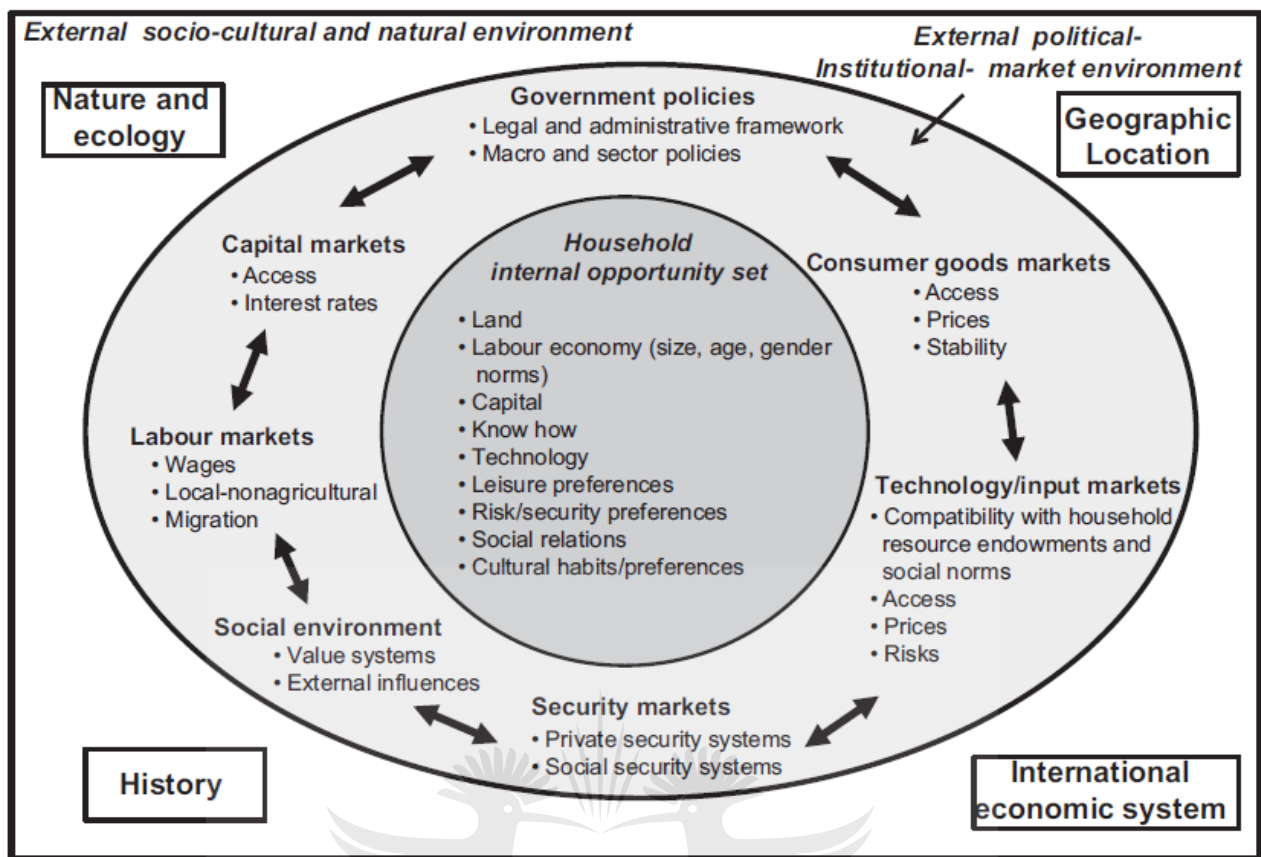 External socio-cultural and natural environment
External political-
Institutional- market environment
Nature and
ecology
Geographic
Location
Government policies
• Legal and administrative framework
• Macro and sector policies
Capital markets
• Access
• Interest rates
Household
internal opportunity set
• Land
• Labour economy (size, age, gender
norms)
• Capital
• Know how
• Technology
• Leisure preferences
• Risk/security preferences
• Social relations
• Cultural habits/preferences
Consumer goods markets
• Access
• Prices
• Stability
Labour markets
• Wages
• Local-nonagricultural
• Migration
Technology/input markets
• Compatibility with household
resource endowments and
social norms
• Access
• Prices
• Risks
Social environment
• Value systems
• External influences
Security markets
• Private security systems
• Social security systems
History
International
economic system